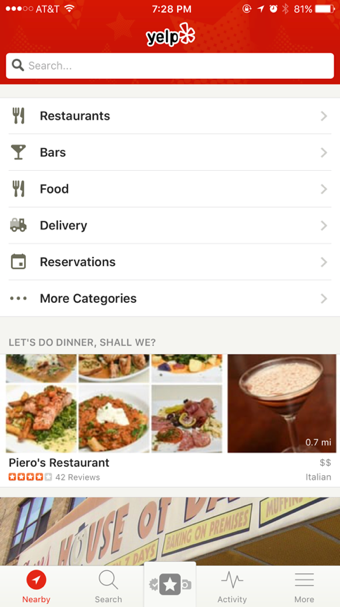 AT&T 7:28 PM 81%
yelp
Search...
Restaurants
Bars
Food
Delivery
Reservations
More Categories
LET'S DO DINNER, SHALL WE?
0.7 mi
Piero's Restaurant $$
42 Reviews Italian
HOUSE OF
BAKING ON PREMISES
7 DAYS
Nearby Search Activity More